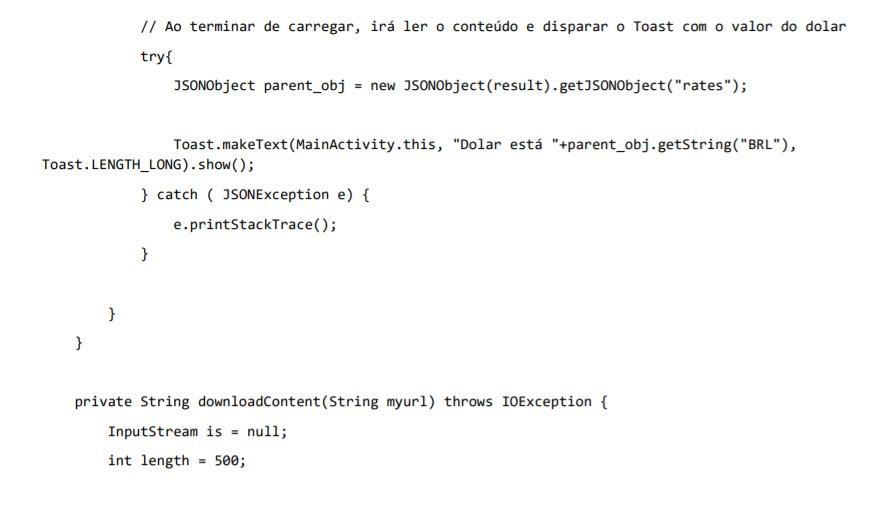 // Ao terminar de carregar, irá ler o conteúdo e disparar o Toast com o valor do dolar
try{
JSONObject parent_obj = new JSONObject(result).getJSONObject("rates");
Toast.makeText(MainActivity.this, "Dolar está "+parent_obj.getString("BRL"),
Toast.LENGTH_LONG).show();
} catch ( JSONException e) {
e.printStackTrace();
}
}
}
private String downloadContent(String myurl) throws IOException {
InputStream is = null;
int length = 500;